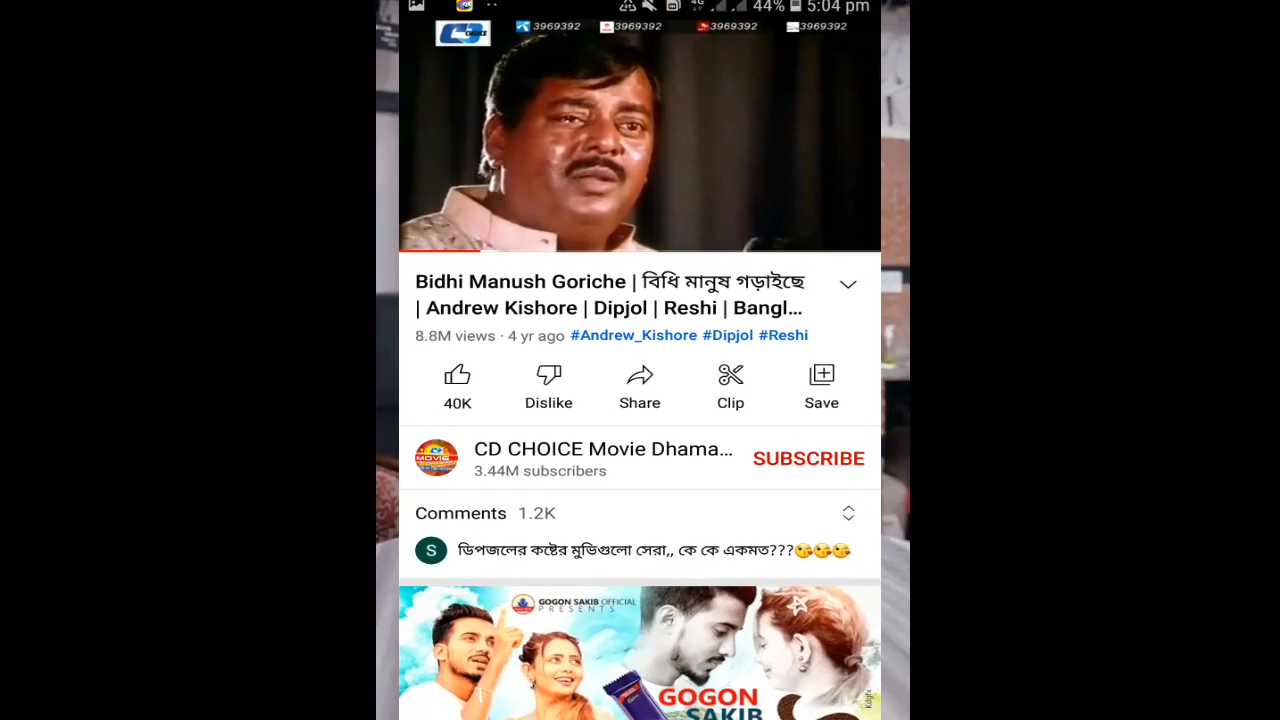 4G 44% 5:04 pm
CHOICE 3969392 3969392 3969392 3969392
Bidhi Manush Goriche | বিধি মানুষ গড়াইছে
| Andrew Kishore | Dipjol | Reshi | Bangl...
8.8M views · 4 yr ago #Andrew_Kishore #Dipjol #Reshi
40K Dislike Share Clip Save
CD CHOICE Movie Dhama... SUBSCRIBE
3.44M subscribers
Comments 1.2K
S ডিপজলের কষ্টের মুভিগুলো সেরা,, কে কে একমত???😘😘😘
GOGON SAKIB OFFICIAL
PRESENTS
GOGON
SAKIB